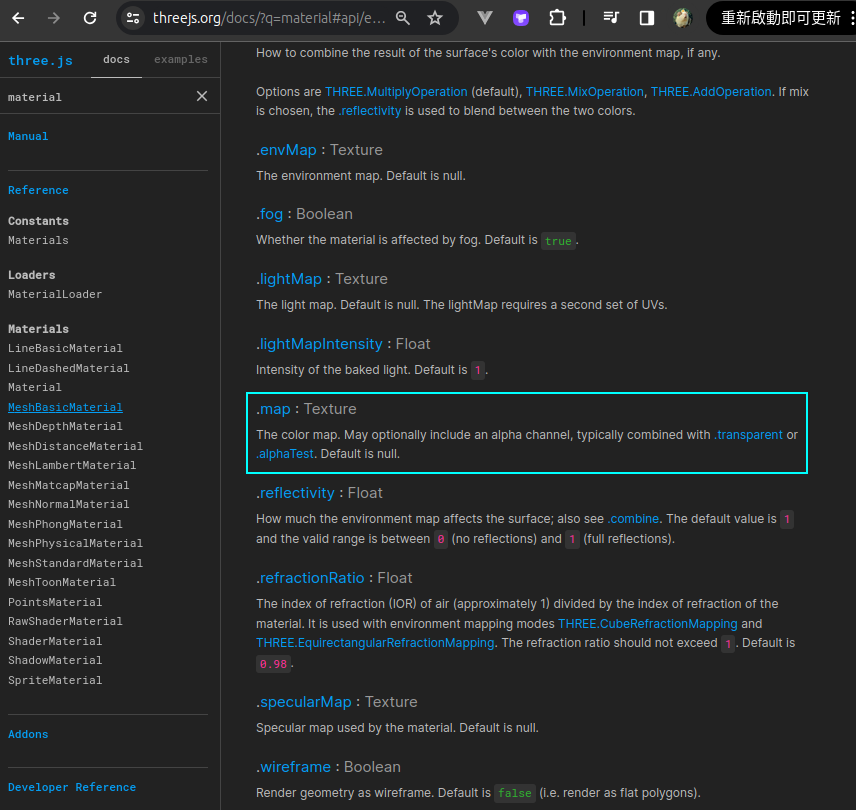 threejs.org/docs/?q=material#api/e...
重新啟動即可更新
three.js
docs
examples
material
Manual
Reference
Constants
Materials
Loaders
MaterialLoader
Materials
LineBasicMaterial
LineDashedMaterial
Material
MeshBasicMaterial
MeshDepthMaterial
MeshDistanceMaterial
MeshLambertMaterial
MeshMatcapMaterial
MeshNormalMaterial
MeshPhongMaterial
MeshPhysicalMaterial
MeshStandardMaterial
MeshToonMaterial
PointsMaterial
RawShaderMaterial
ShaderMaterial
ShadowMaterial
SpriteMaterial
Addons
Developer Reference
How to combine the result of the surface's color with the environment map, if any.
Options are THREE.MultiplyOperation (default), THREE.MixOperation, THREE.AddOperation. If mix
is chosen, the .reflectivity is used to blend between the two colors.
.envMap : Texture
The environment map. Default is null.
.fog : Boolean
Whether the material is affected by fog. Default is true.
.lightMap : Texture
The light map. Default is null. The lightMap requires a second set of UVs.
.lightMapIntensity : Float
Intensity of the baked light. Default is 1.
.map : Texture
The color map. May optionally include an alpha channel, typically combined with .transparent or
.alphaTest. Default is null.
.reflectivity : Float
How much the environment map affects the surface; also see .combine. The default value is 1
and the valid range is between 0 (no reflections) and 1 (full reflections).
.refractionRatio : Float
The index of refraction (IOR) of air (approximately 1) divided by the index of refraction of the
material. It is used with environment mapping modes THREE.CubeRefractionMapping and
THREE.EquirectangularRefractionMapping. The refraction ratio should not exceed 1. Default is
0.98.
.specularMap : Texture
Specular map used by the material. Default is null.
.wireframe : Boolean
Render geometry as wireframe. Default is false (i.e. render as flat polygons).